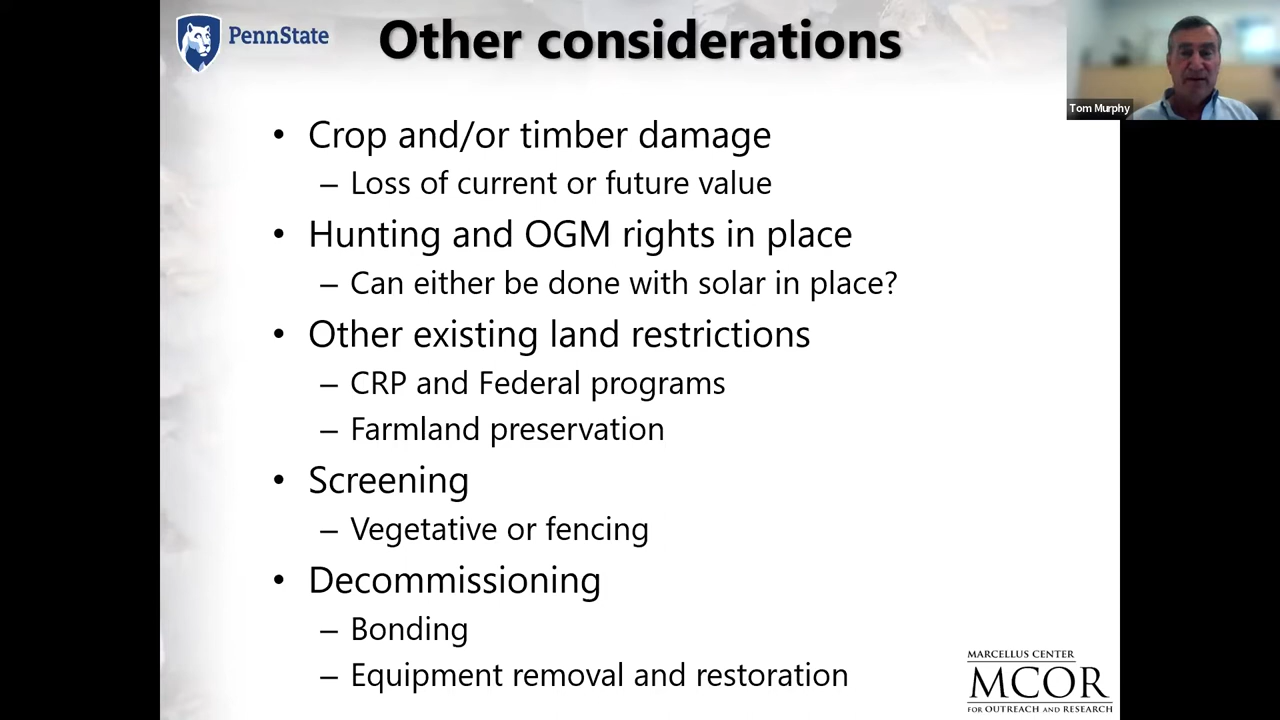 PennState
Other considerations
Tom Murphy
• Crop and/or timber damage
– Loss of current or future value
• Hunting and OGM rights in place
– Can either be done with solar in place?
• Other existing land restrictions
– CRP and Federal programs
– Farmland preservation
• Screening
– Vegetative or fencing
• Decommissioning
– Bonding
– Equipment removal and restoration
MARCELLUS CENTER
MCOR
FOR OUTREACH AND RESEARCH